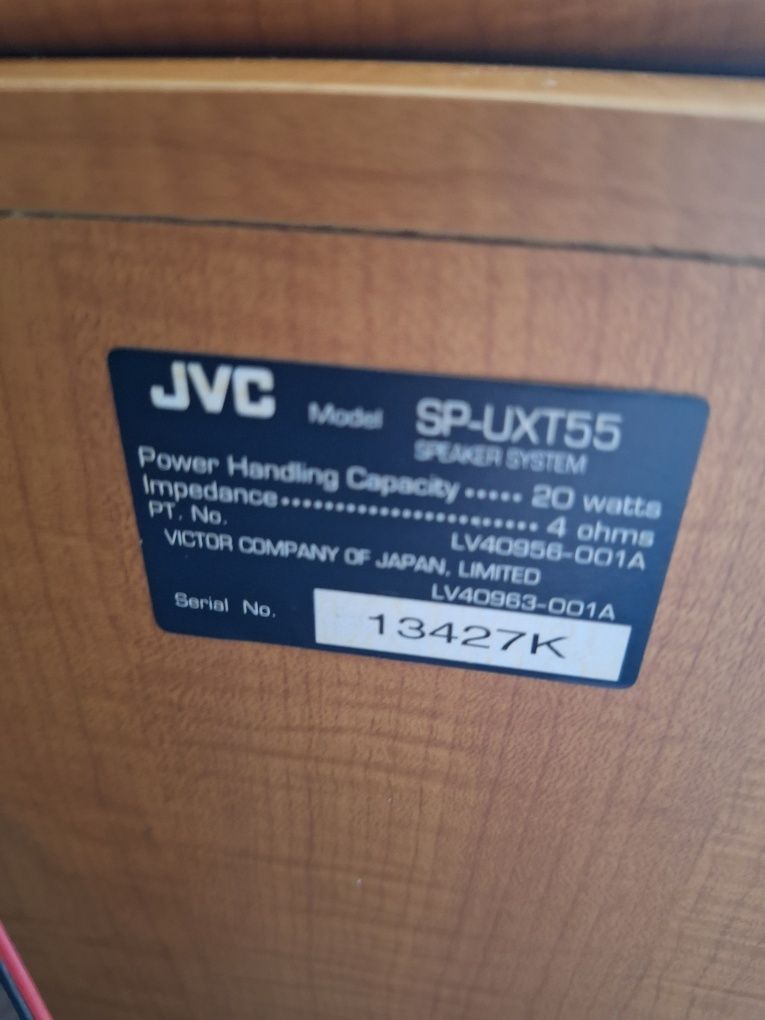 JVC Model SP-UXT55
SPEAKER SYSTEM
Power Handling Capacity ····· 20 watts
Impedance························ 4 ohms
PT. No. LV40956-001A
VICTOR COMPANY OF JAPAN, LIMITED
LV40963-001A
Serial No. 13427K